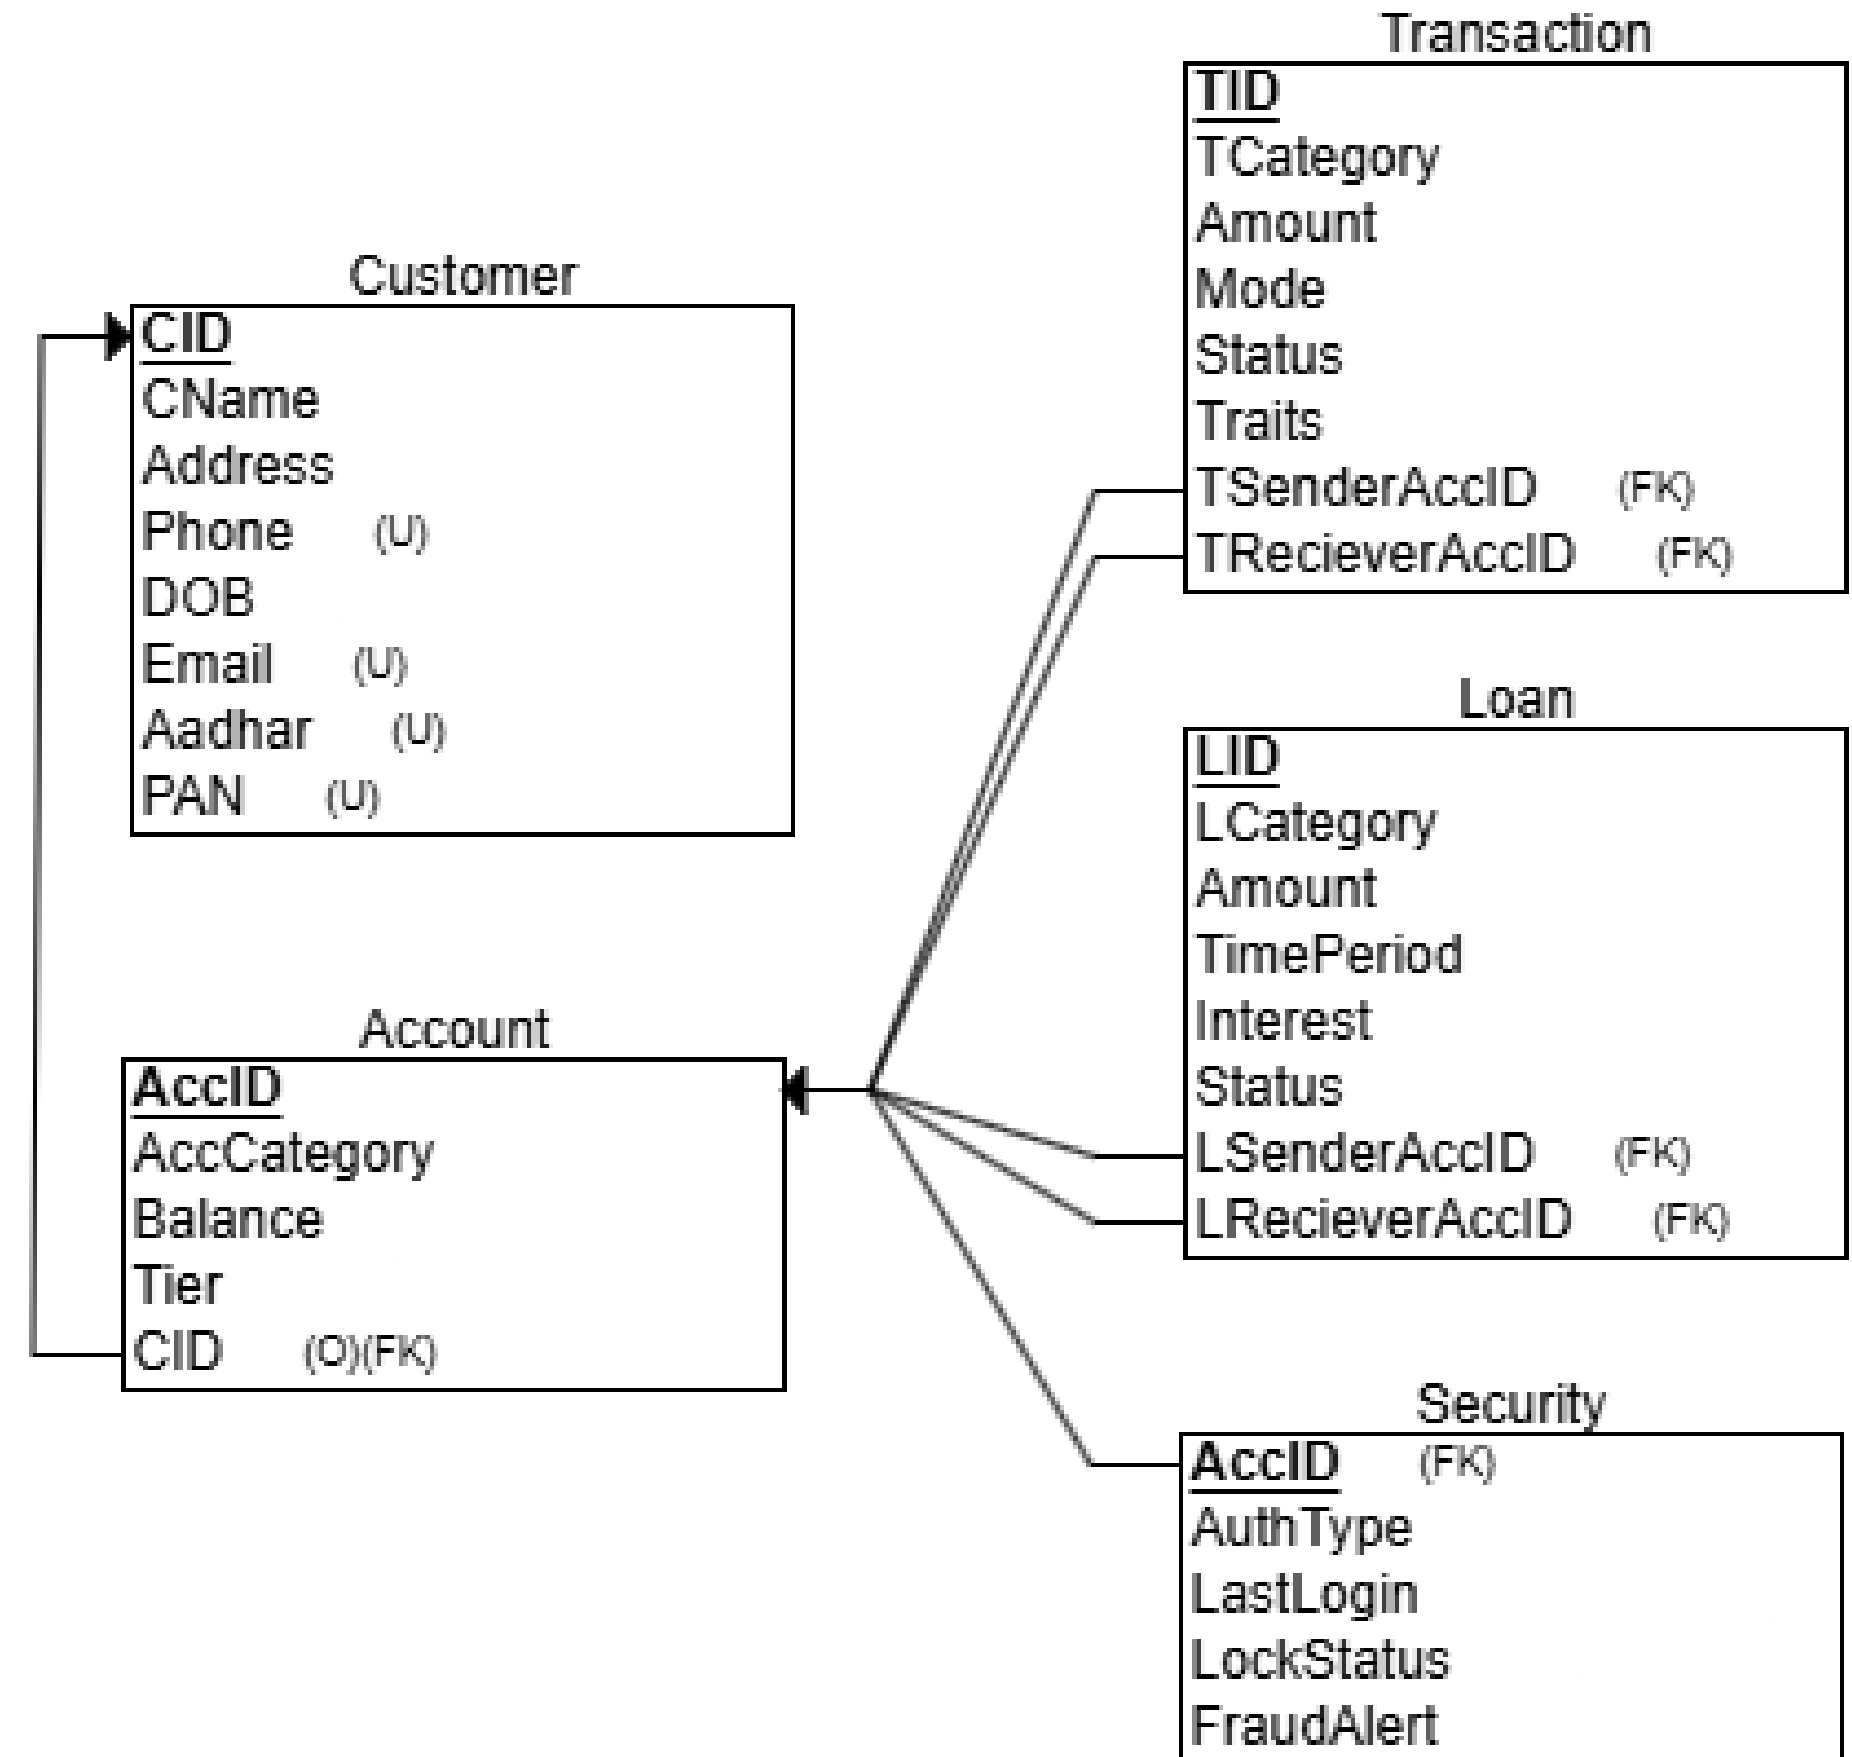 Customer
CID
CName
Address
Phone (U)
DOB
Email (U)
Aadhar (U)
PAN (U)
Account
AccID
AccCategory
Balance
Tier
CID (O)(FK)
Transaction
TID
TCategory
Amount
Mode
Status
Traits
TSenderAccID (FK)
TRecieverAccID (FK)
Loan
LID
LCategory
Amount
TimePeriod
Interest
Status
LSenderAccID (FK)
LRecieverAccID (FK)
Security
AccID (FK)
AuthType
LastLogin
LockStatus
FraudAlert